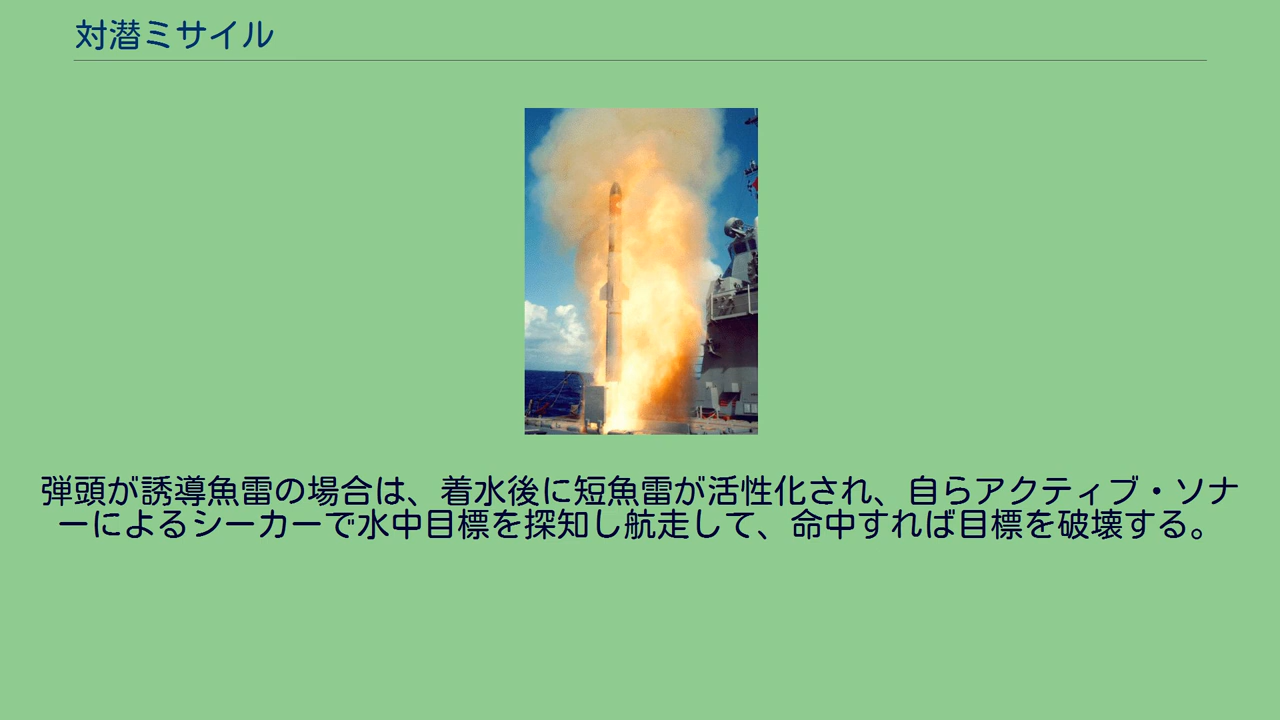 対潜ミサイル
弾頭が誘導魚雷の場合は、着水後に短魚雷が活性化され、自らアクティブ・ソナ
ーによるシーカーで水中目標を探知し航走して、命中すれば目標を破壊する。